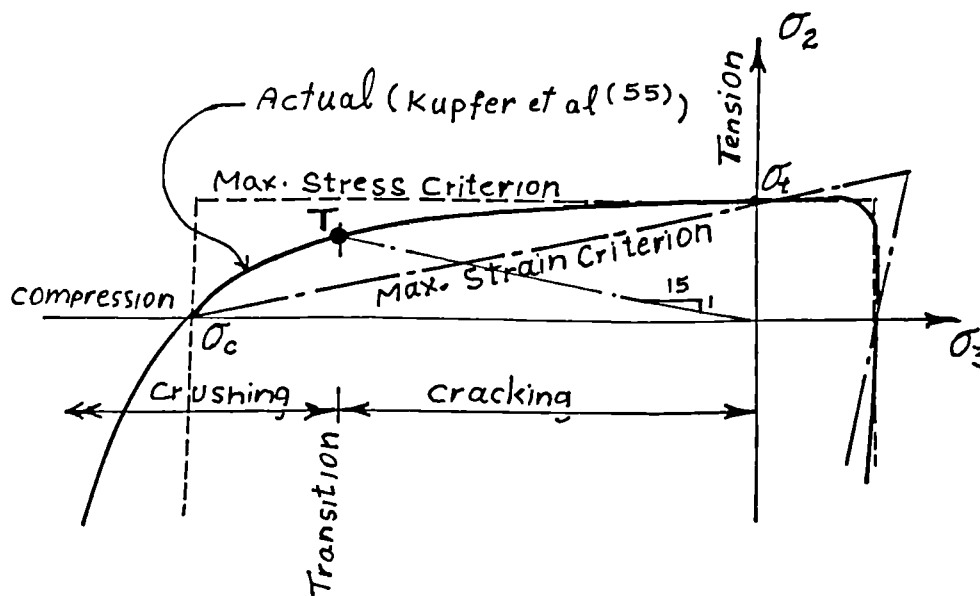 σ2
Tension
Actual (Kupfer et al (55))
Max. Stress Criterion
σt
T
Max. Strain Criterion
15
1
compression
σc
crushing
cracking
Transition